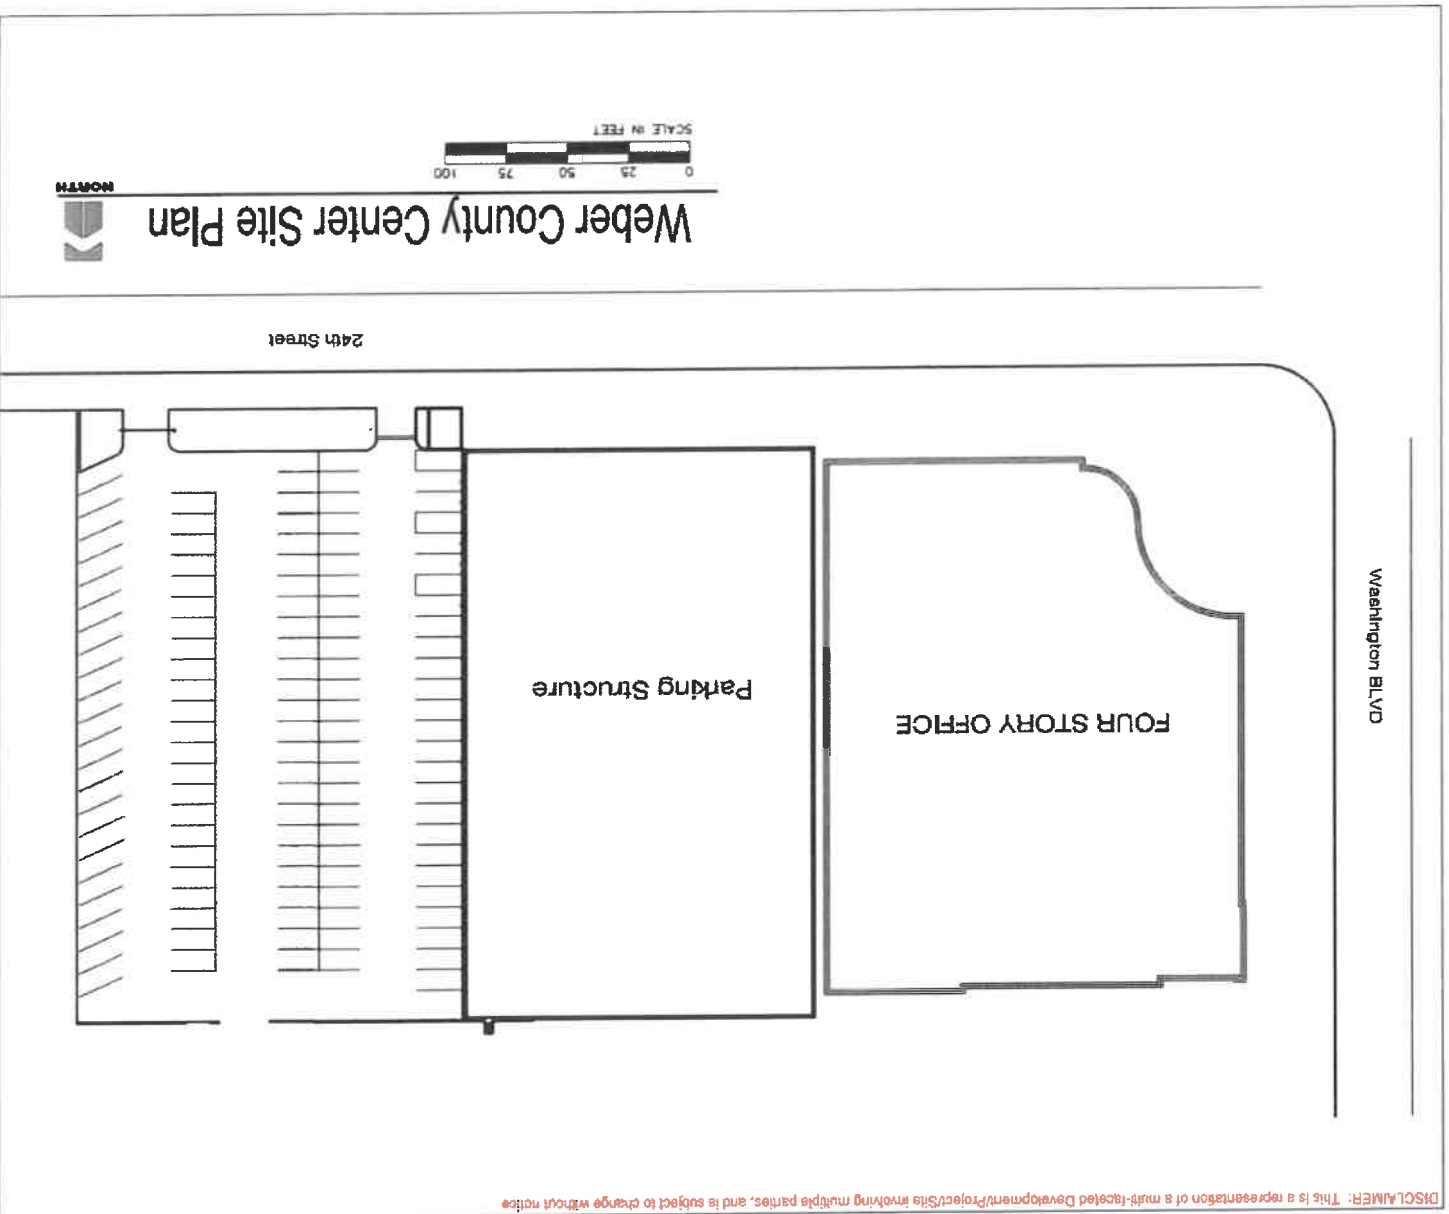 DISCLAIMER: This is a representation of a multi-faceted Development/Project/Site involving multiple parties, and is subject to change without notice
Washington BLVD
FOUR STORY OFFICE
Parking Structure
24th Street
Weber County Center Site Plan
NORTH
0 25 50 75 100
SCALE IN FEET